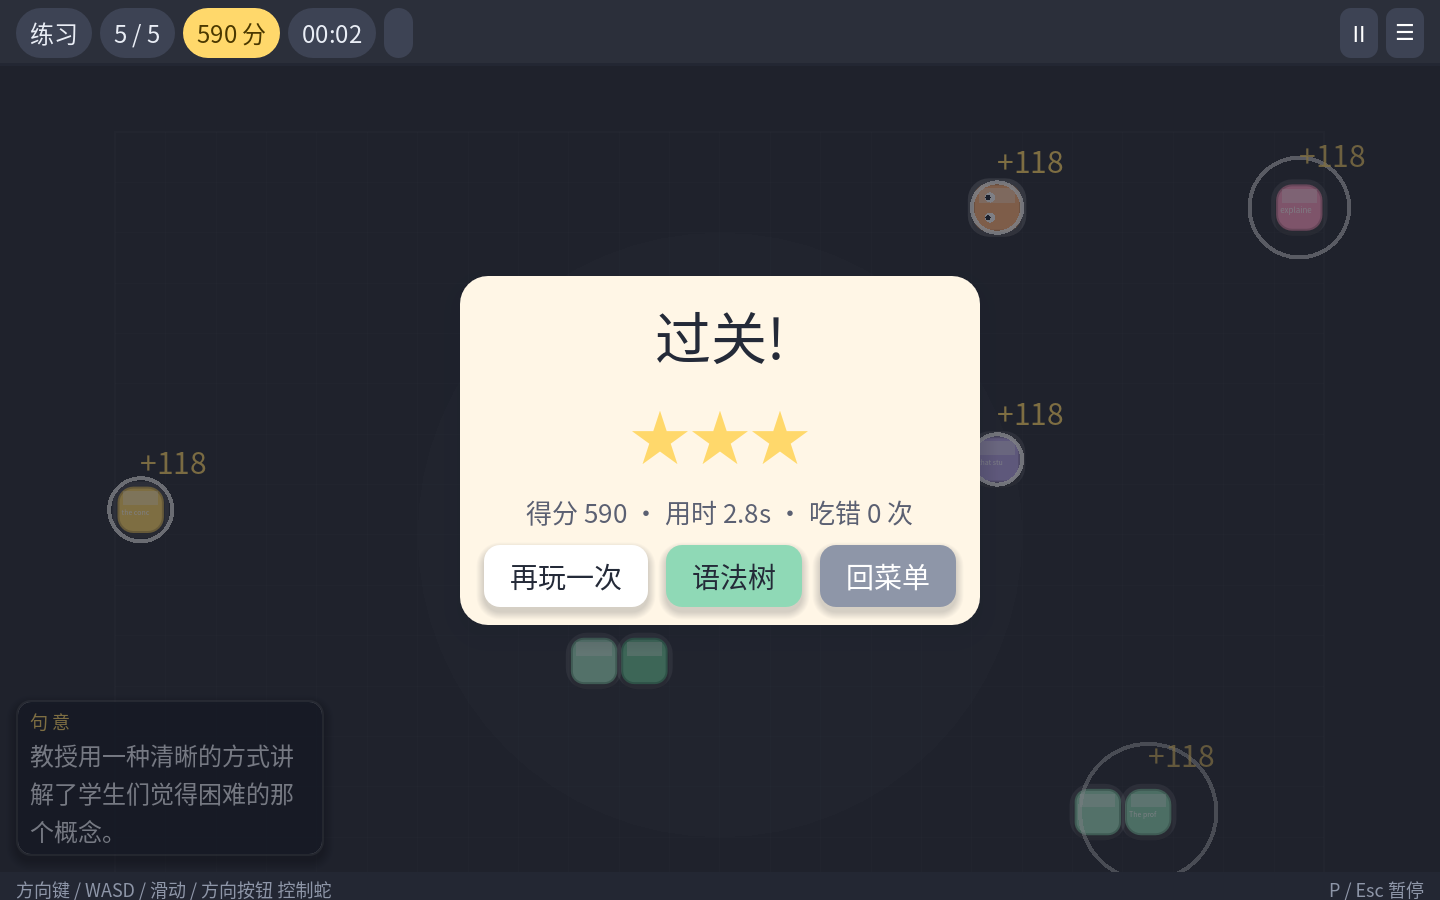 练习
5 / 5
590 分
00:02
+118
+118
explaine
+118
+118
过关!
得分 590 · 用时 2.8s · 吃错 0 次
再玩一次
语法树
回菜单
+118
The prof
句 意
教授用一种清晰的方式讲
解了学生们觉得困难的那
个概念。
方向键 / WASD / 滑动 / 方向按钮 控制蛇
P / Esc 暂停